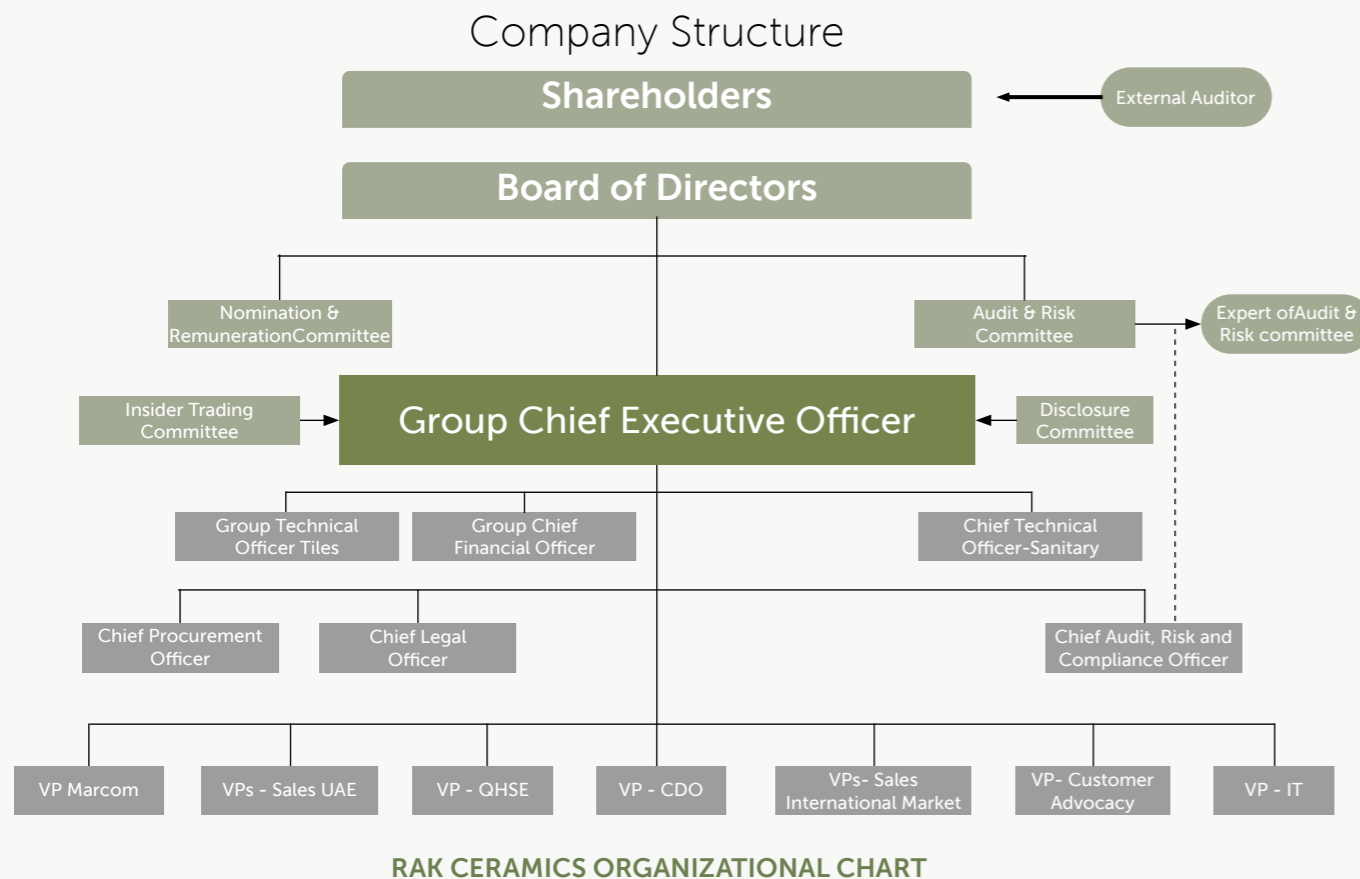 Company Structure
Shareholders
External Auditor
Board of Directors
Nomination &
RemunerationCommittee
Audit & Risk
Committee
Expert ofAudit &
Risk committee
Insider Trading
Committee
Group Chief Executive Officer
Disclosure
Committee
Group Technical
Officer Tiles
Group Chief
Financial Officer
Chief Technical
Officer-Sanitary
Chief Procurement
Officer
Chief Legal
Officer
Chief Audit, Risk and
Compliance Officer
VP Marcom
VPs - Sales UAE
VP - QHSE
VP - CDO
VPs- Sales
International Market
VP- Customer
Advocacy
VP - IT
RAK CERAMICS ORGANIZATIONAL CHART